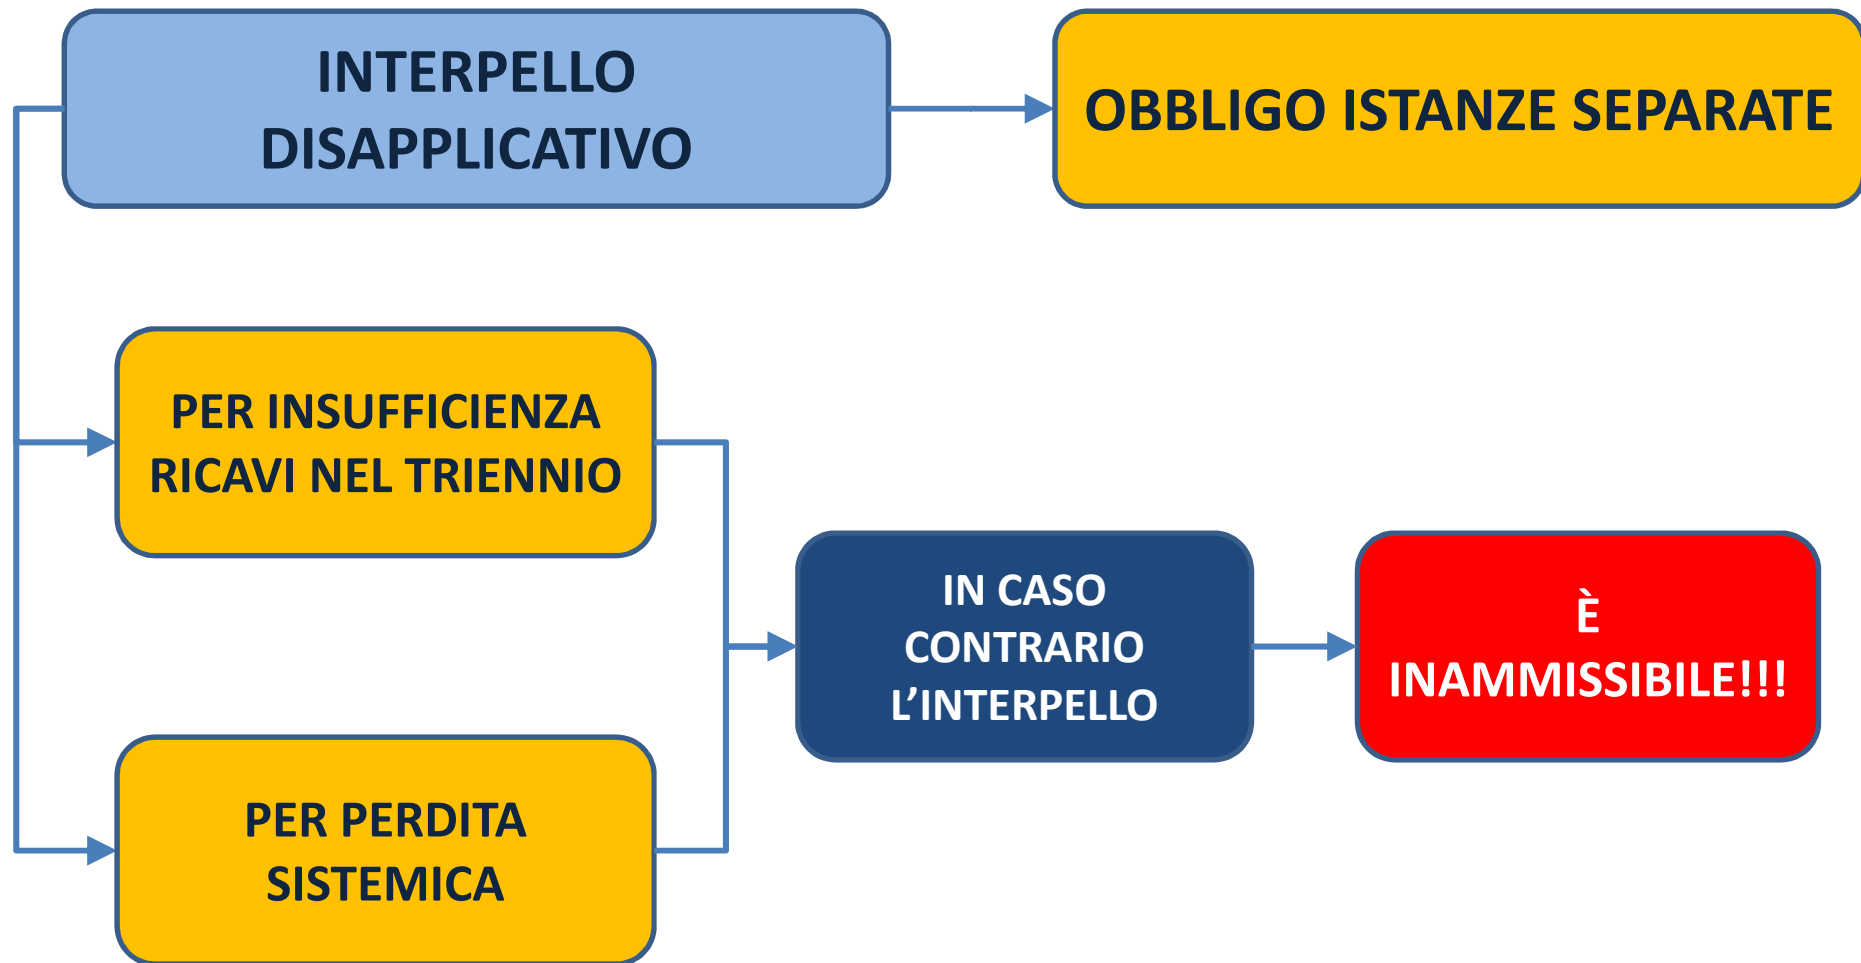 INTERPELLO
DISAPPLICATIVO
OBBLIGO ISTANZE SEPARATE
PER INSUFFICIENZA
RICAVI NEL TRIENNIO
IN CASO
CONTRARIO
L’INTERPELLO
È
INAMMISSIBILE!!!
PER PERDITA
SISTEMICA